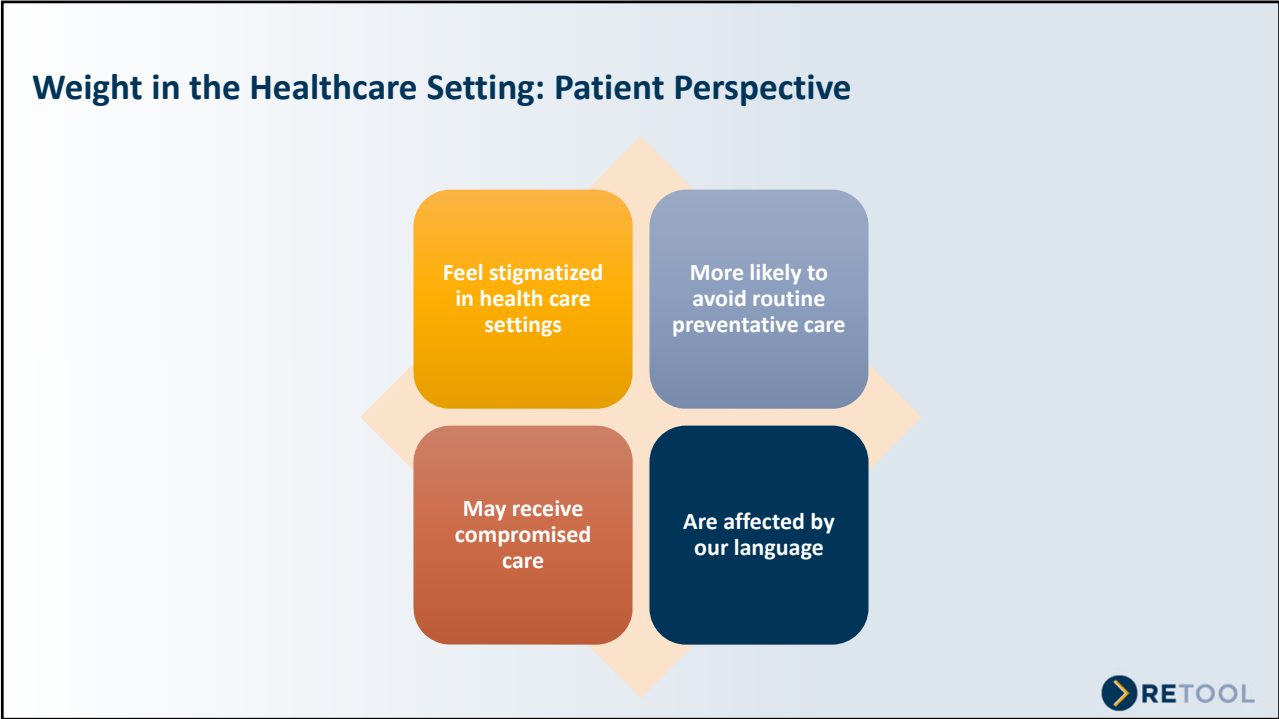 Weight in the Healthcare Setting: Patient Perspective
Feel stigmatized
in health care
settings
More likely to
avoid routine
preventative care
May receive
compromised
care
Are affected by
our language
RETOOL